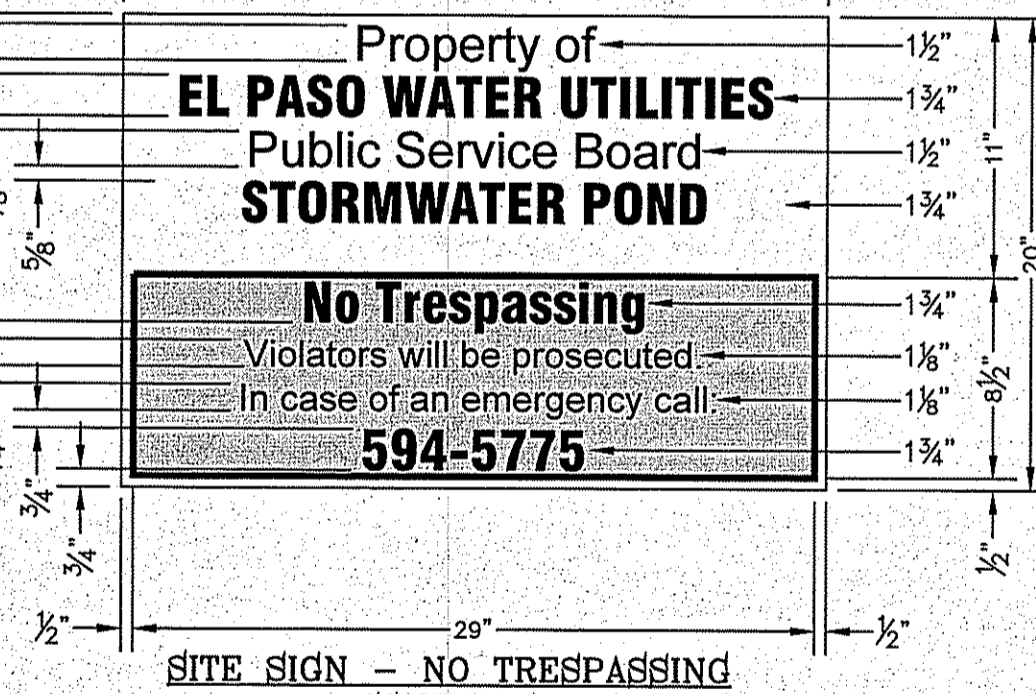 Property of
1½"
EL PASO WATER UTILITIES
1¾"
Public Service Board
1½"
STORMWATER POND
1¾"
11"
20"
5/8"
No Trespassing
1¾"
Violators will be prosecuted.
1⅛"
In case of an emergency call:
1⅛"
594-5775
1¾"
8½"
¾"
¾"
½"
½"
29"
½"
SITE SIGN – NO TRESPASSING